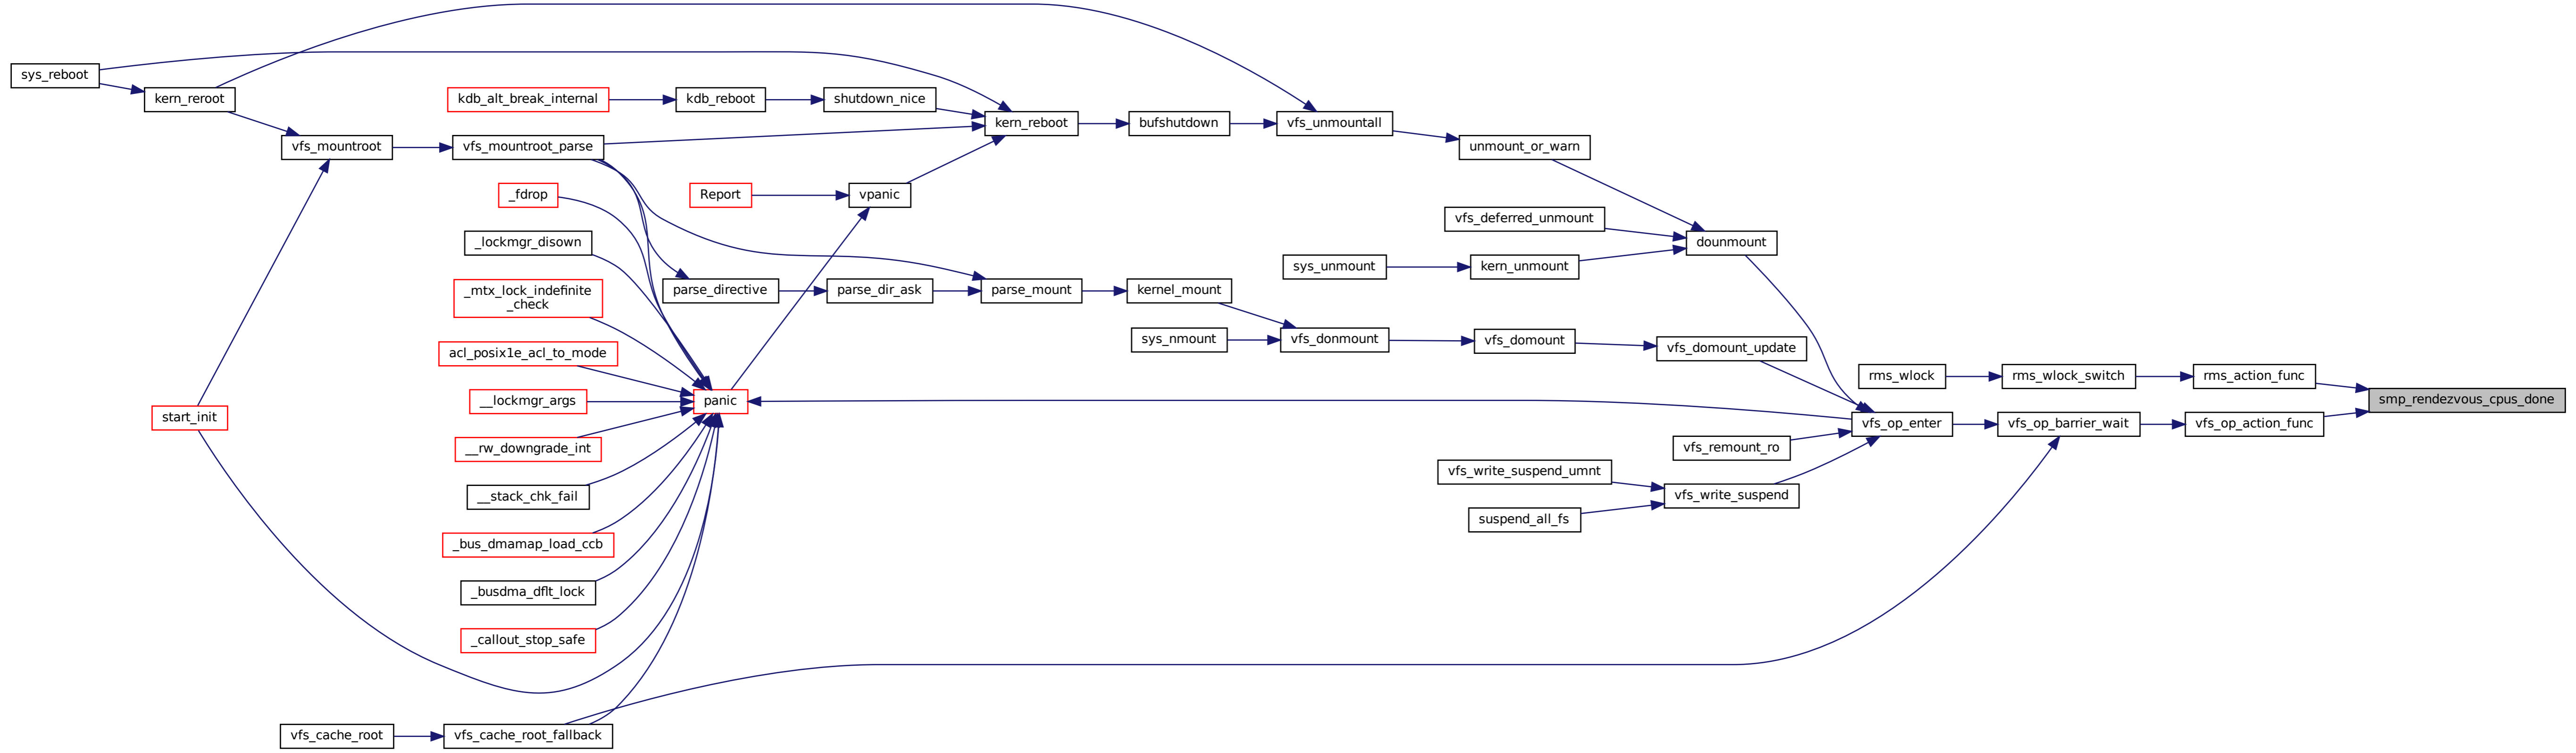 sys_reboot
kern_reroot
kdb_alt_break_internal
kdb_reboot
shutdown_nice
kern_reboot
bufshutdown
vfs_unmountall
unmount_or_warn
vfs_mountroot
vfs_mountroot_parse
_fdrop
Report
vpanic
vfs_deferred_unmount
dounmount
_lockmgr_disown
sys_unmount
kern_unmount
_mtx_lock_indefinite
_check
parse_directive
parse_dir_ask
parse_mount
kernel_mount
sys_nmount
vfs_donmount
vfs_domount
vfs_domount_update
acl_posix1e_acl_to_mode
rms_wlock
rms_wlock_switch
rms_action_func
smp_rendezvous_cpus_done
__lockmgr_args
panic
start_init
vfs_op_enter
vfs_op_barrier_wait
vfs_op_action_func
__rw_downgrade_int
vfs_remount_ro
vfs_write_suspend_umnt
vfs_write_suspend
__stack_chk_fail
suspend_all_fs
_bus_dmamap_load_ccb
_busdma_dflt_lock
_callout_stop_safe
vfs_cache_root
vfs_cache_root_fallback